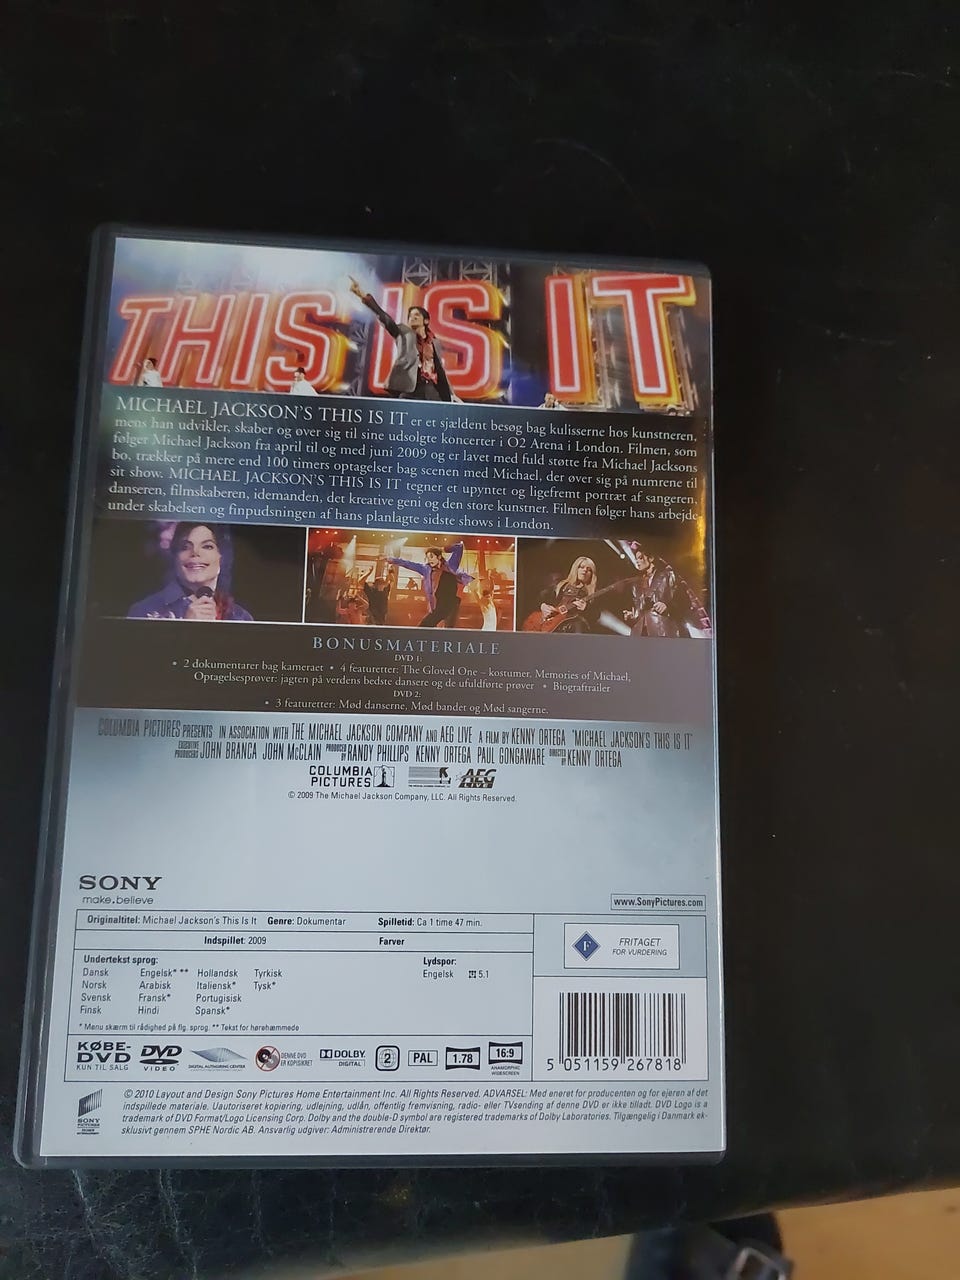 THIS IS IT
MICHAEL JACKSON'S THIS IS IT er et sjældent besøg bag kulisserne hos kunstneren,
mens han udvikler, skaber og øver sig til sine udsolgte koncerter i O2 Arena i London. Filmen, som
følger Michael Jackson fra april til og med juni 2009 og er lavet med fuld støtte fra Michael Jacksons
bo, trækker på mere end 100 timers optagelser bag scenen med Michael, der øver sig på numrene til
sit show. MICHAEL JACKSON'S THIS IS IT tegner et upyntet og ligefremt portræt af sangeren,
danseren, filmskaberen, idemanden, det kreative geni og den store kunstner. Filmen følger hans arbejde
under skabelsen og finpudsningen af hans planlagte sidste shows i London.
BONUSMATERIALE
DVD 1:
• 2 dokumentarer bag kameraet • 4 featuretter: The Gloved One – kostumer, Memories of Michael,
Optagelsesprøver: jagten på verdens bedste dansere og de ufuldførte prøver • Biograftrailer
DVD 2:
• 3 featuretter: Mød danserne, Mød bandet og Mød sangerne.
COLUMBIA PICTURES PRESENTS IN ASSOCIATION WITH THE MICHAEL JACKSON COMPANY AND AEG LIVE A FILM BY KENNY ORTEGA "MICHAEL JACKSON'S THIS IS IT"
EXECUTIVE PRODUCERS JOHN BRANCA JOHN McCLAIN PRODUCED BY RANDY PHILLIPS KENNY ORTEGA PAUL GONGAWARE DIRECTED BY KENNY ORTEGA
COLUMBIA PICTURES AEG LIVE
© 2009 The Michael Jackson Company, LLC. All Rights Reserved.
SONY
make.believe
www.SonyPictures.com
Originaltitel: Michael Jackson's This Is It Genre: Dokumentar Spilletid: Ca 1 time 47 min.
Indspillet: 2009 Farver
F FRITAGET
FOR VURDERING
Undertekst sprog: Lydspor:
Dansk Engelsk* ** Hollandsk Tyrkisk Engelsk 5.1
Norsk Arabisk Italiensk* Tysk*
Svensk Fransk* Portugisisk
Finsk Hindi Spansk*
* Menu skærm til rådighed på flg. sprog. ** Tekst for hørehæmmede
KØBE-
DVD
KUN TIL SALG
DVD
VIDEO
DIGITAL AUTHORING CENTER
DENNE DVD
ER KOPISIKRET
DOLBY
DIGITAL
2
PAL
1.78
16:9
ANAMORPHIC
WIDESCREEN
5 051159 267818
SONY
PICTURES
© 2010 Layout and Design Sony Pictures Home Entertainment Inc. All Rights Reserved. ADVARSEL: Med eneret for producenten og for ejeren af det
indspillede materiale. Uautoriseret kopiering, udlejning, udlån, offentlig fremvisning, radio- eller TVsending af denne DVD er ikke tilladt. DVD Logo is a
trademark of DVD Format/Logo Licensing Corp. Dolby and the double-D symbol are registered trademarks of Dolby Laboratories. Tilgængelig i Danmark ek-
sklusivt gennem SPHE Nordic AB. Ansvarlig udgiver: Administrerende Direktør.